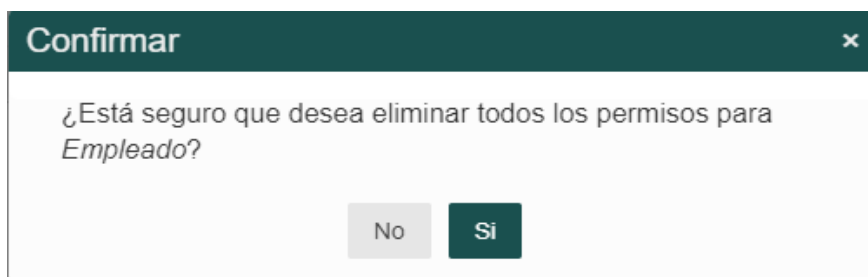 Confirmar ×
¿Está seguro que desea eliminar todos los permisos para
Empleado?
No Si